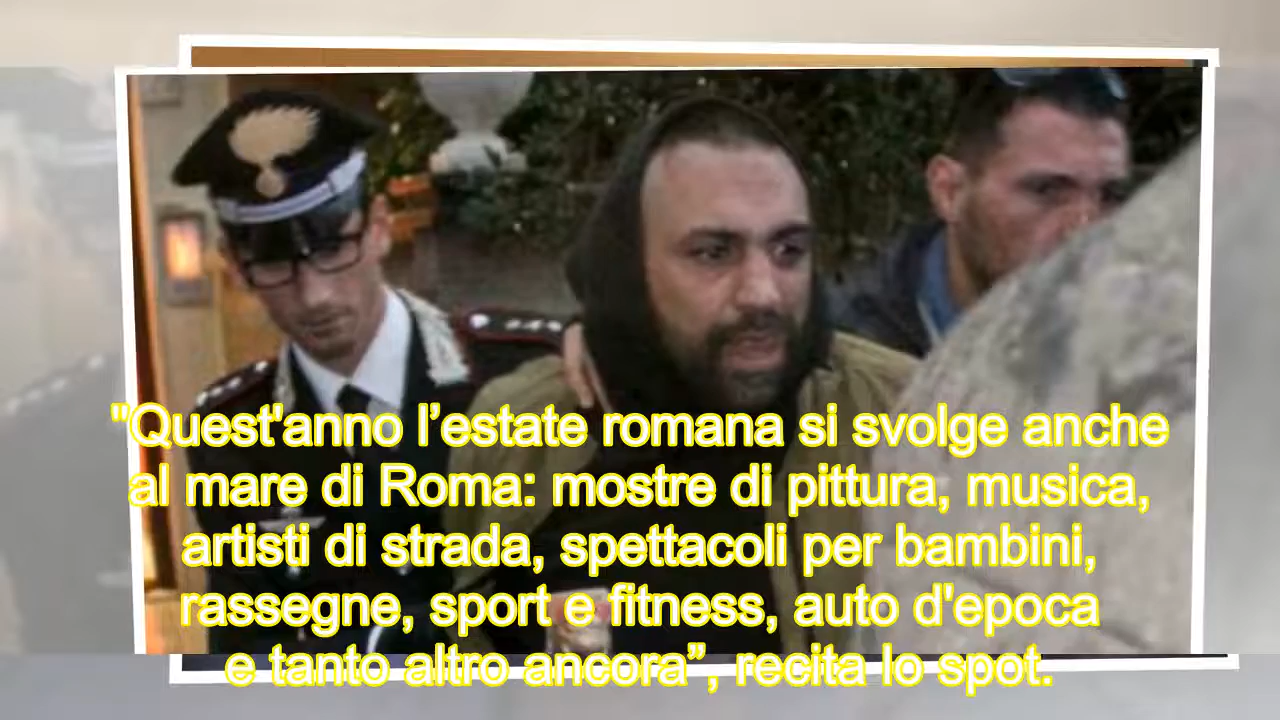 "Quest'anno l’estate romana si svolge anche
al mare di Roma: mostre di pittura, musica,
artisti di strada, spettacoli per bambini,
rassegne, sport e fitness, auto d'epoca
e tanto altro ancora”, recita lo spot.